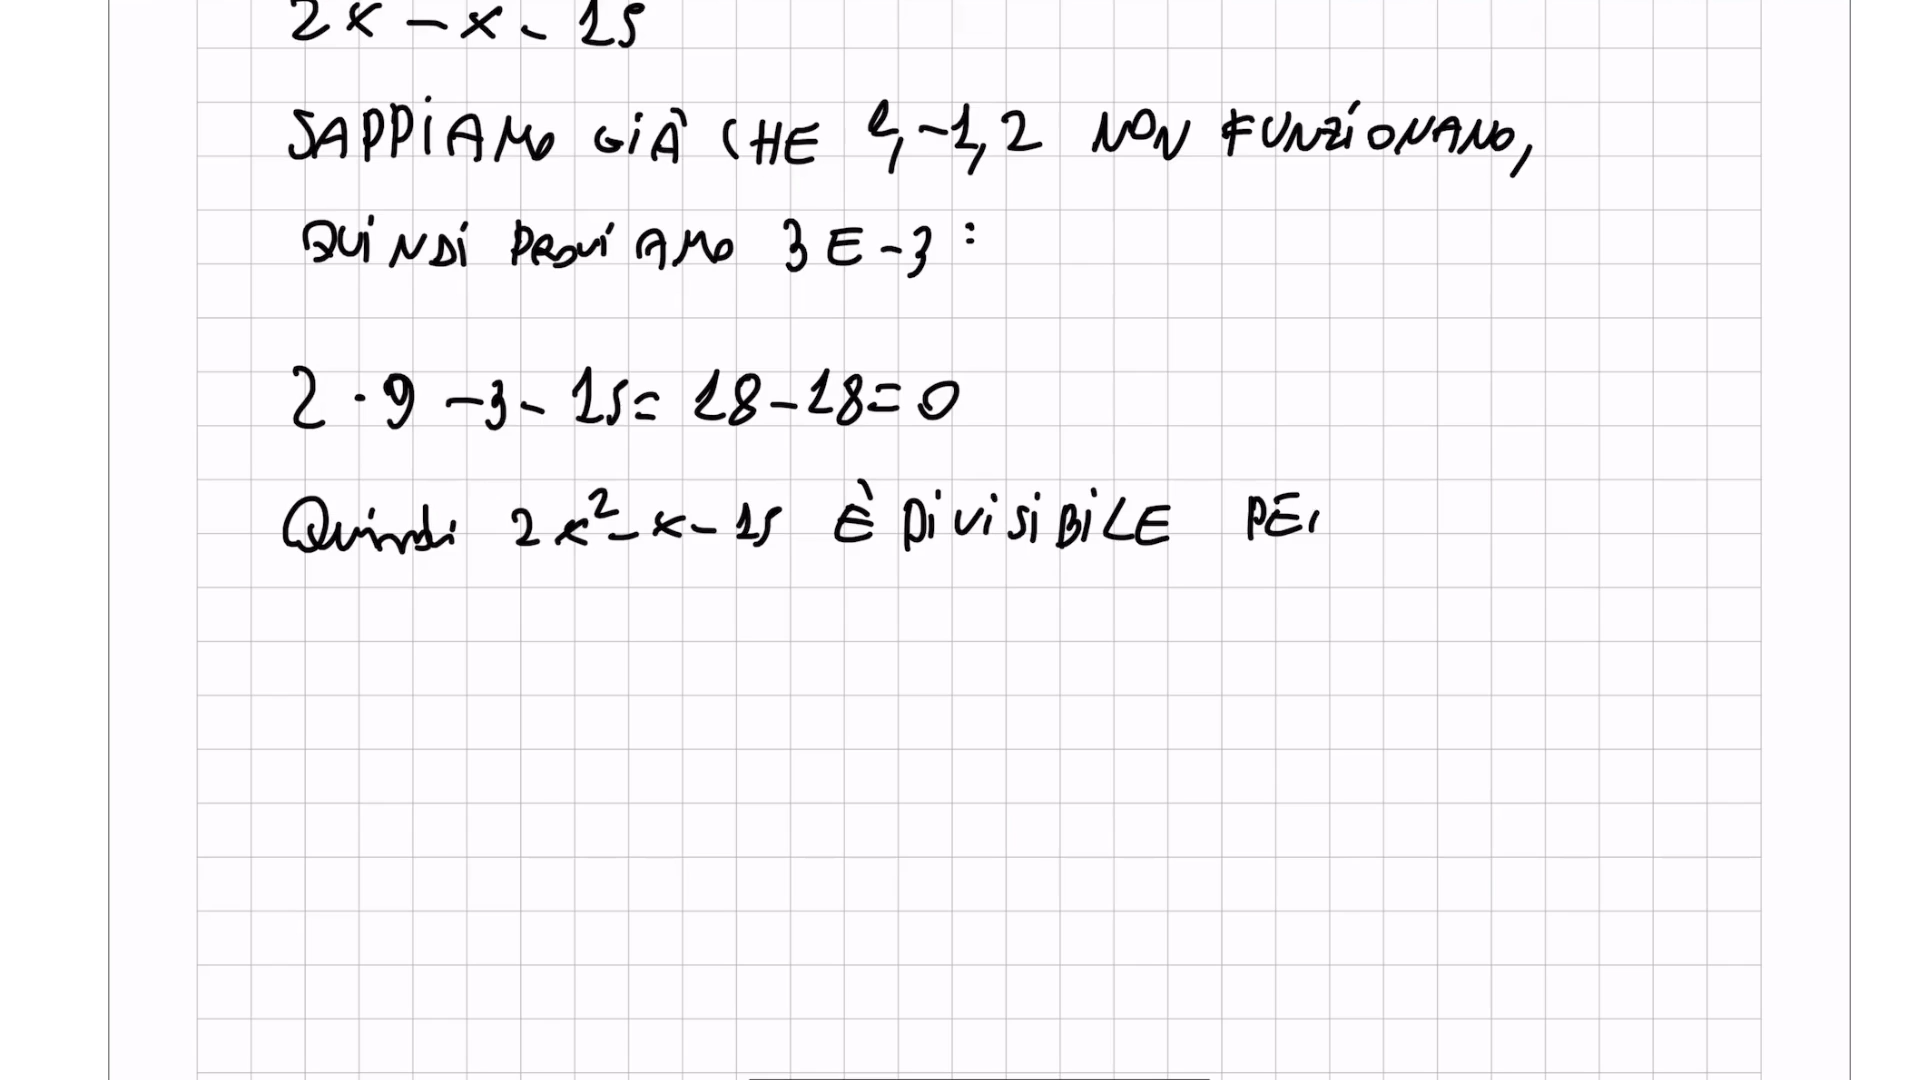 2x - x - 15
SAPPIAMO GIÀ CHE 1, -1, 2 NON FUNZIONANO,
QUINDI PROVIAMO 3 E -3:
2 · 9 - 3 - 15 = 18 - 18 = 0
Quindi 2x² - x - 15 È DIVISIBILE PE